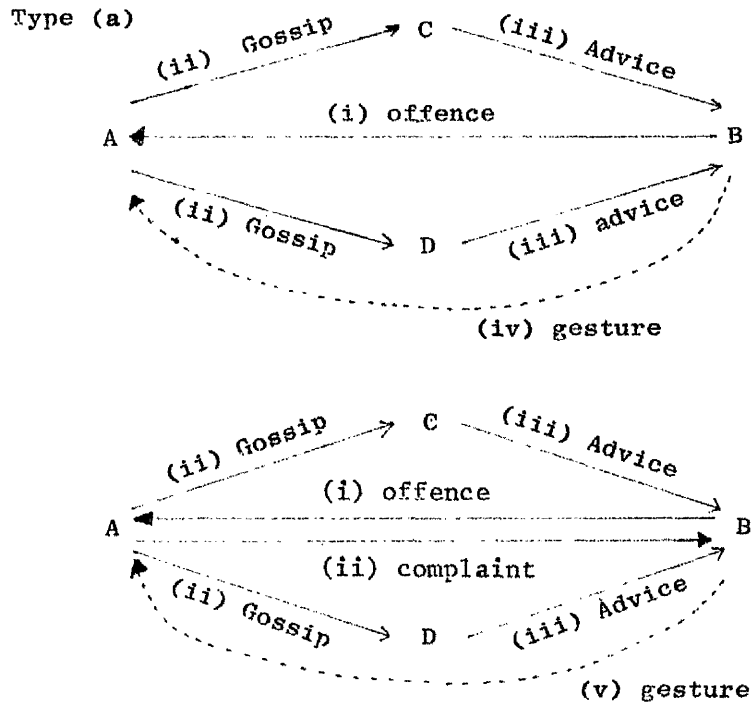 Type (a)
(ii) Gossip
C
(iii) Advice
(i) offence
A
B
(ii) Gossip
D
(iii) advice
(iv) gesture
(ii) Gossip
C
(iii) Advice
(i) offence
A
B
(ii) complaint
(ii) Gossip
D
(iii) Advice
(v) gesture